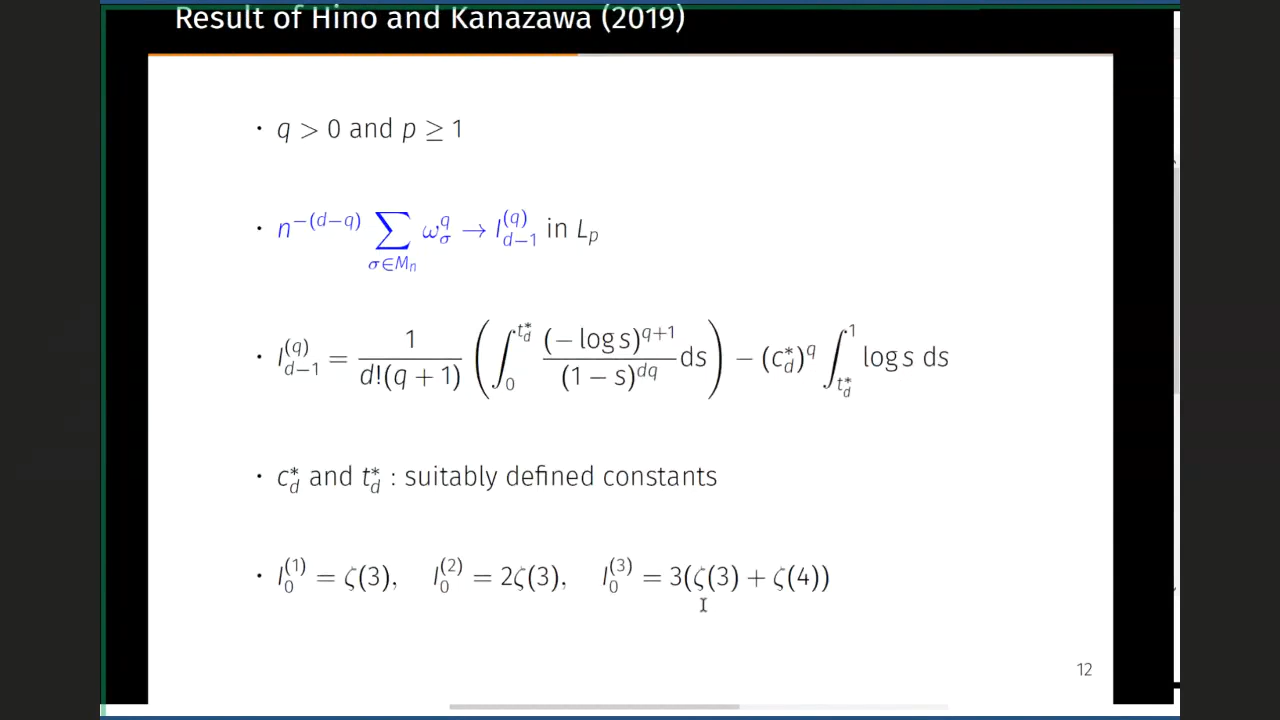 Result of Hino and Kanazawa (2019)
• q > 0 and p ≥ 1
• n^{−(d−q)} ∑_{σ∈M_n} ω_σ^q → I_{d−1}^{(q)} in L_p
• I_{d−1}^{(q)} = \frac{1}{d!(q + 1)} ( ∫_0^{t_d^*} \frac{(− log s)^{q+1}}{(1 − s)^{dq}} ds ) − (c_d^*)^q ∫_{t_d^*}^1 log s ds
• c_d^* and t_d^* : suitably defined constants
• I_0^{(1)} = ζ(3), I_0^{(2)} = 2ζ(3), I_0^{(3)} = 3(ζ(3) + ζ(4))
12